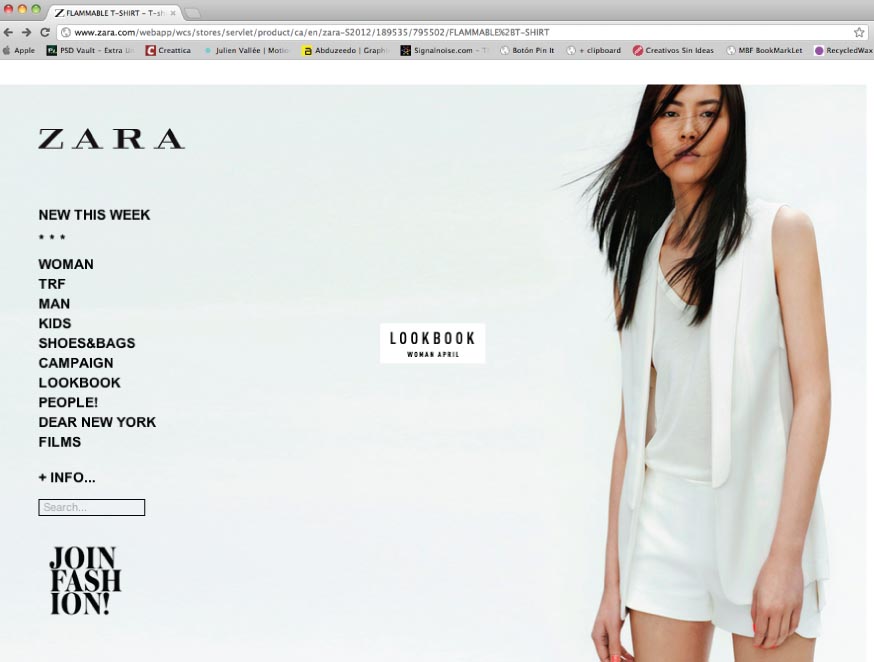 FLAMMABLE T-SHIRT - T-sh
www.zara.com/webapp/wcs/stores/servlet/product/ca/en/zara-S2012/189535/795502/FLAMMABLE%2BT-SHIRT
Apple PSD Vault - Extra Un Creattica Julien Vallée | Motio Abduzeedo | Graph Signalnoise.com - T Botón Pin It + clipboard Creativos Sin Ideas MBF BookMarkLet RecycledWax
ZARA
NEW THIS WEEK
* * *
WOMAN
TRF
MAN
KIDS
SHOES&BAGS
CAMPAIGN
LOOKBOOK
PEOPLE!
DEAR NEW YORK
FILMS
+ INFO...
Search...
JOIN
FASH
ION!
LOOKBOOK
WOMAN APRIL